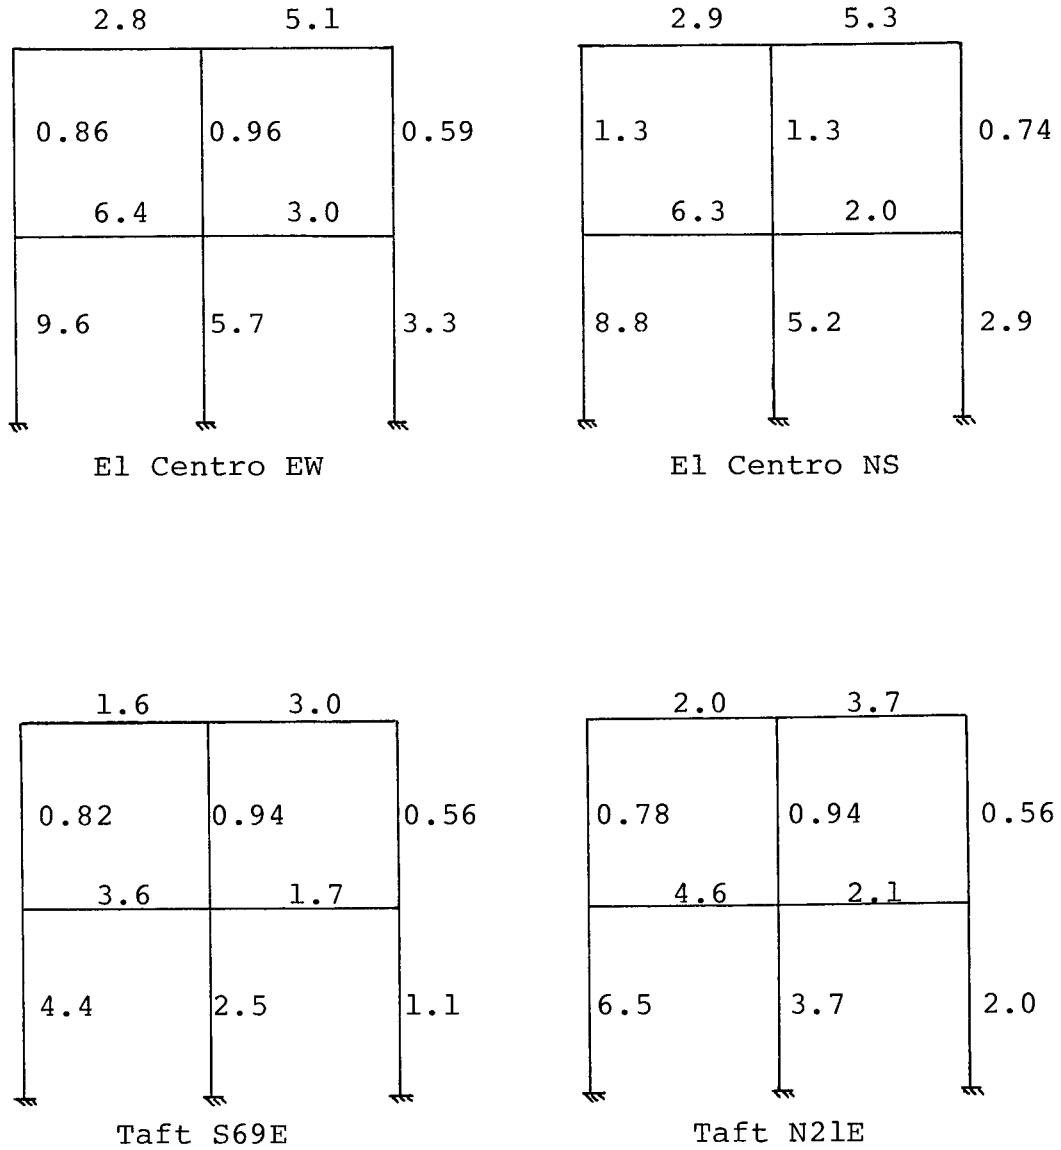 2.8 5.1
0.86 0.96 0.59
6.4 3.0
9.6 5.7 3.3
El Centro EW
2.9 5.3
1.3 1.3 0.74
6.3 2.0
8.8 5.2 2.9
El Centro NS
1.6 3.0
0.82 0.94 0.56
3.6 1.7
4.4 2.5 1.1
Taft S69E
2.0 3.7
0.78 0.94 0.56
4.6 2.1
6.5 3.7 2.0
Taft N21E